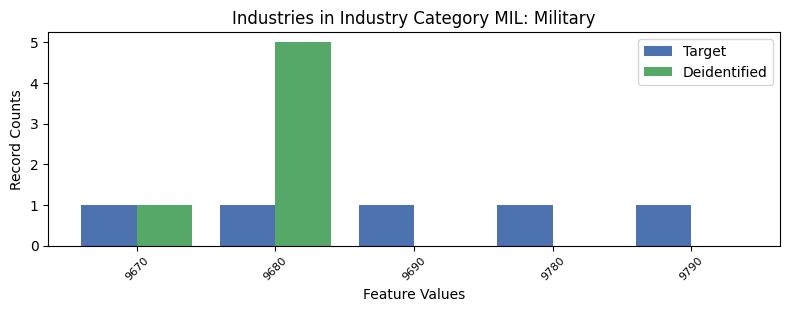 Industries in Industry Category MIL: Military
Record Counts
5
4
3
2
1
0
Target
Deidentified
9670
9680
9690
9780
9790
Feature Values